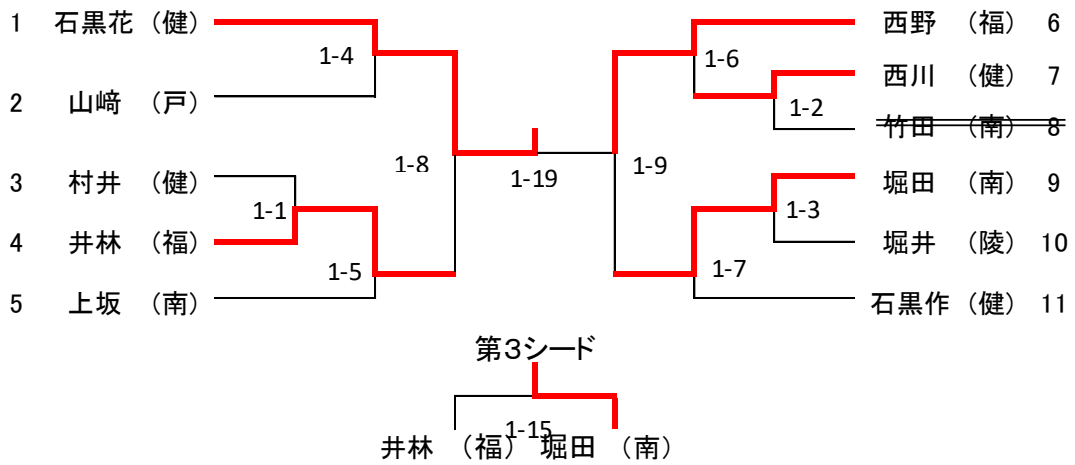 1 石黒花（健）
1-4
2 山﨑 （戸）
3 村井 （健）
1-1
4 井林 （福）
1-5
5 上坂 （南）
1-8
1-19
1-9
西野 （福） 6
1-6
西川 （健） 7
1-2
竹田 （南） 8
堀田 （南） 9
1-3
堀井 （陵） 10
1-7
石黒作（健） 11
第３シード
1-15
井林 （福） 堀田 （南）